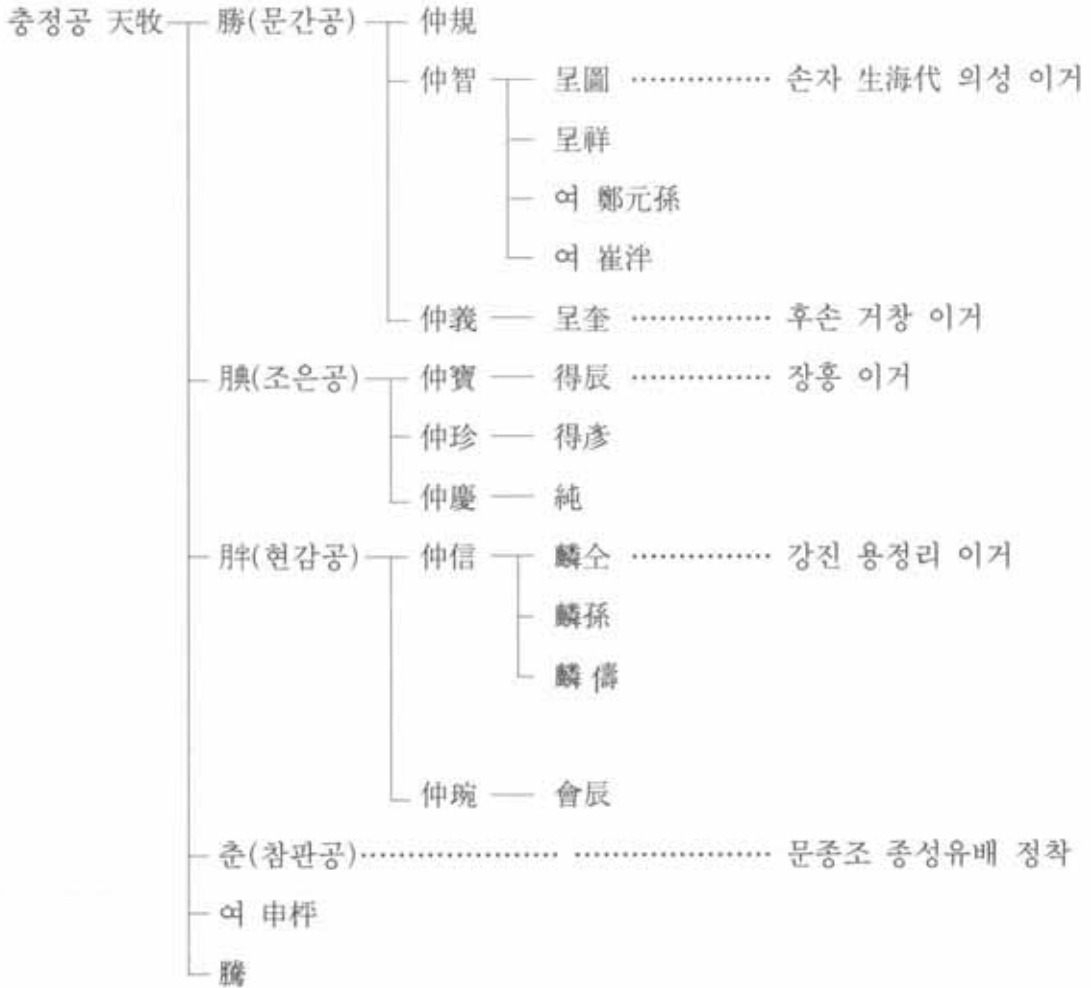 충정공 天牧 勝(문간공) 仲規
仲智 呈圖 손자 生海代 의성 이거
呈祥
여 鄭元孫
여 崔泮
仲義 呈奎 후손 거창 이거
腆(조은공) 仲寶 得辰 장흥 이거
仲珍 得彥
仲慶 純
胖(현감공) 仲信 麟仝 강진 용정리 이거
麟孫
麟儔
仲琬 會辰
춘(참판공) 문종조 종성유배 정착
여 申枰
騰